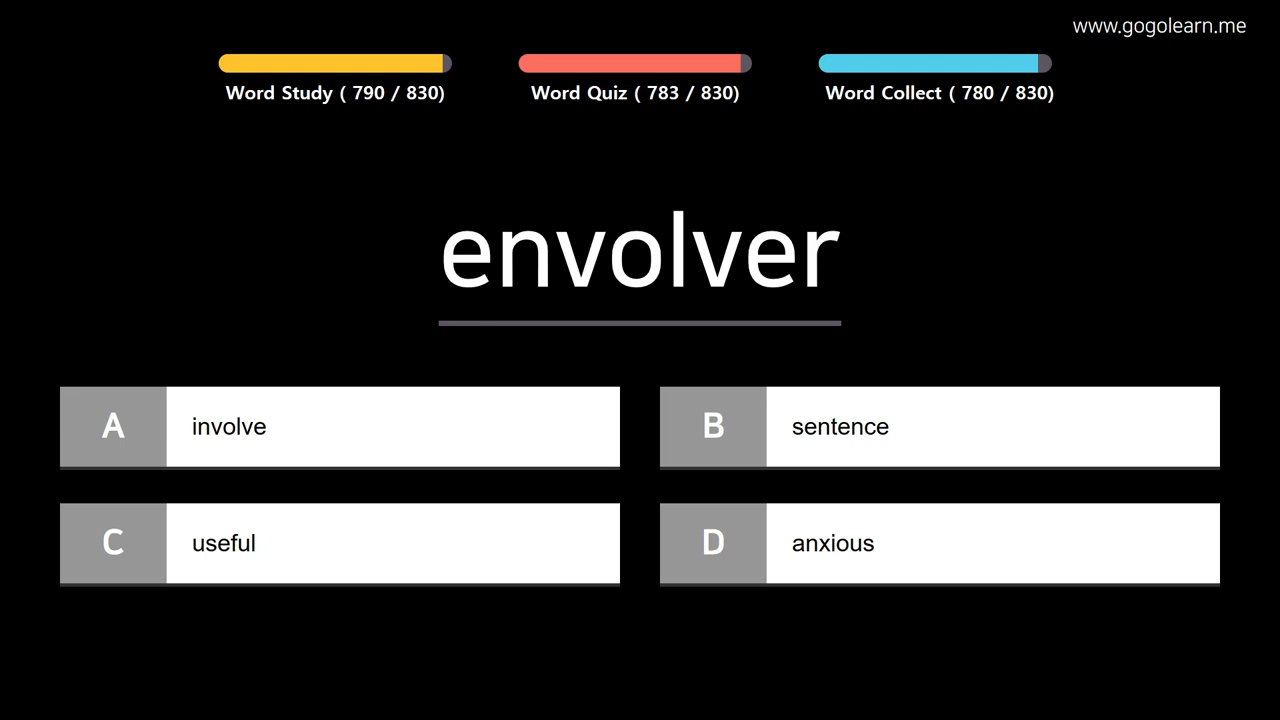 www.gogolearn.me
Word Study ( 790 / 830)
Word Quiz ( 783 / 830)
Word Collect ( 780 / 830)
envolver
A involve
B sentence
C useful
D anxious